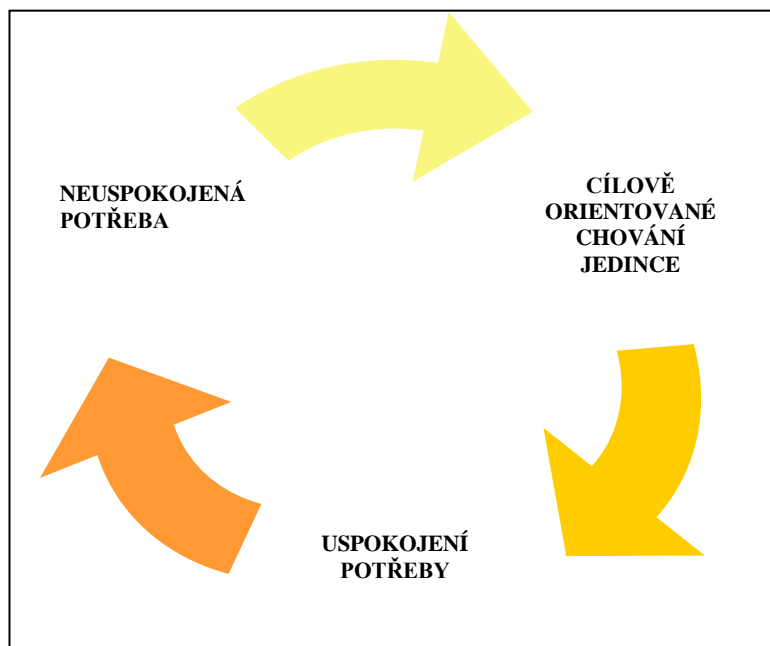 NEUSPOKOJENÁ
POTŘEBA
CÍLOVĚ
ORIENTOVANÉ
CHOVÁNÍ
JEDINCE
USPOKOJENÍ
POTŘEBY